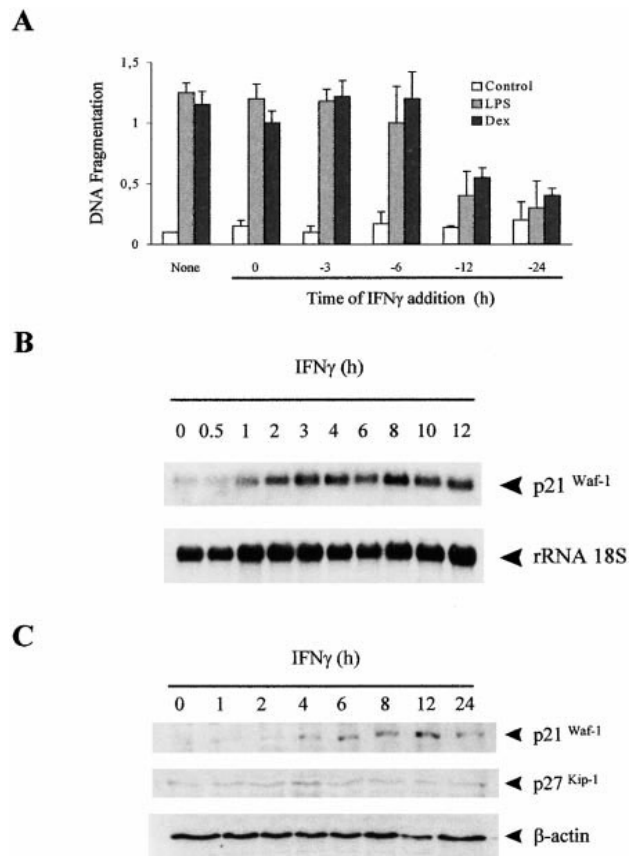 A
1,5
1
0,5
0
DNA Fragmentation
Control
LPS
Dex
None 0 -3 -6 -12 -24
Time of IFNγ addition (h)
B
IFNγ (h)
0 0.5 1 2 3 4 6 8 10 12
p21 Waf-1
rRNA 18S
C
IFNγ (h)
0 1 2 4 6 8 12 24
p21 Waf-1
p27 Kip-1
β-actin